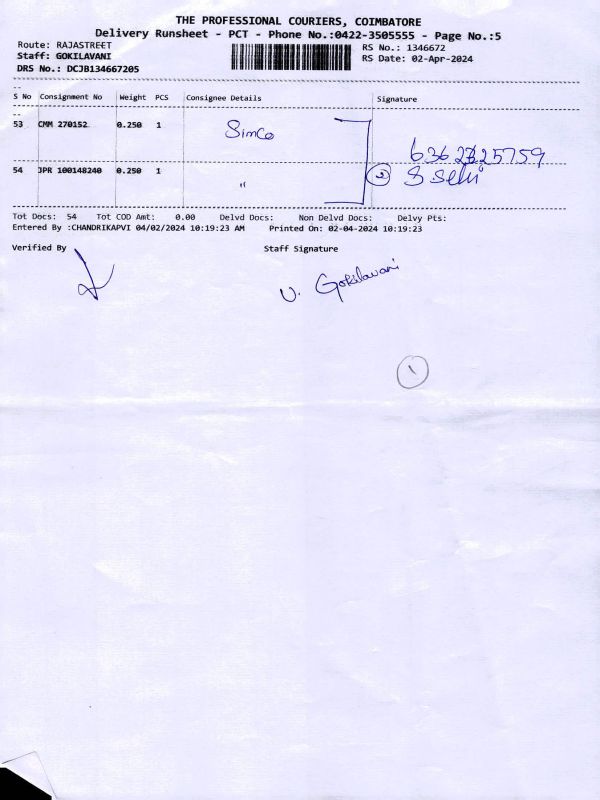 THE PROFESSIONAL COURIERS, COIMBATORE
Delivery Runsheet - PCT - Phone No.:0422-3505555 - Page No.:5
Route: RAJASTREET RS No.: 1346672
Staff: GOKILAVANI RS Date: 02-Apr-2024
DRS No.: DCJB134667205
S No Consignment No Weight PCS Consignee Details Signature
53 CMM 270152 0.250 1 Simco
54 JPR 100148240 0.250 1 "
Tot Docs: 54 Tot COD Amt: 0.00 Delvd Docs: Non Delvd Docs: Delvy Pts:
Entered By :CHANDRIKAPVI 04/02/2024 10:19:23 AM Printed On: 02-04-2024 10:19:23
Verified By Staff Signature
V. Gokilavani
1